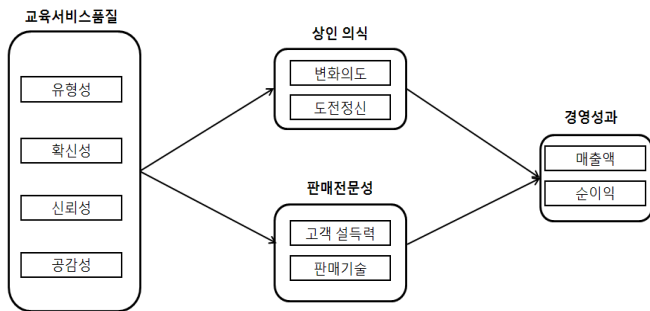 교육서비스품질
유형성
확신성
신뢰성
공감성
상인 의식
변화의도
도전정신
판매전문성
고객 설득력
판매기술
경영성과
매출액
순이익